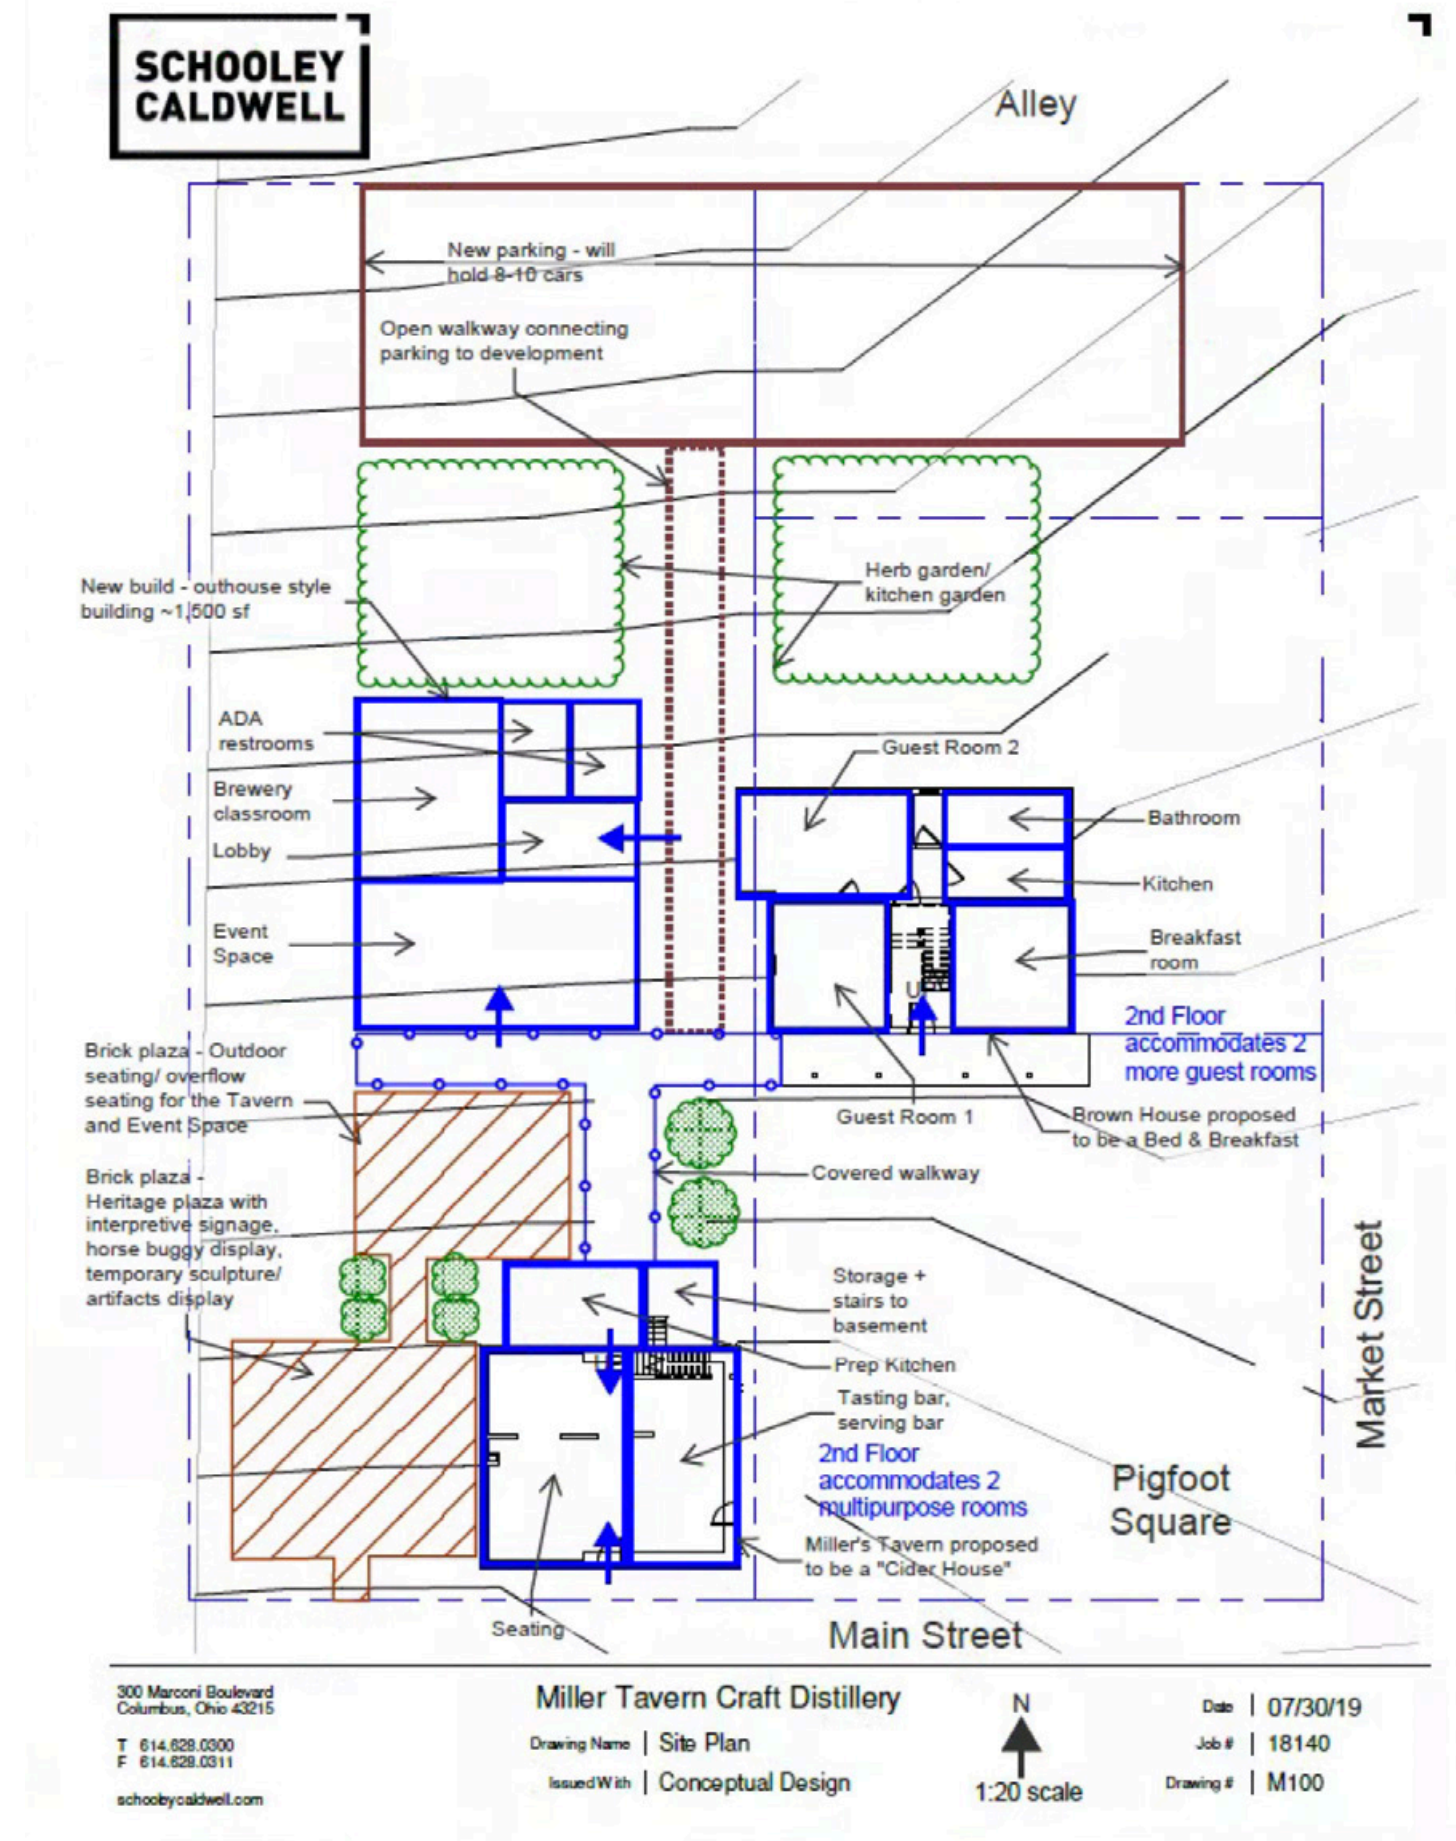 SCHOOLEY
CALDWELL
Alley
New parking - will
hold 8-10 cars
Open walkway connecting
parking to development
Herb garden/
kitchen garden
New build - outhouse style
building ~1,500 sf
ADA
restrooms
Brewery
classroom
Lobby
Event
Space
Guest Room 2
Bathroom
Kitchen
Breakfast
room
U
2nd Floor
accommodates 2
more guest rooms
Guest Room 1
Brown House proposed
to be a Bed & Breakfast
Brick plaza - Outdoor
seating/ overflow
seating for the Tavern
and Event Space
Brick plaza -
Heritage plaza with
interpretive signage,
horse buggy display,
temporary sculpture/
artifacts display
Covered walkway
Storage +
stairs to
basement
Prep Kitchen
Tasting bar,
serving bar
2nd Floor
accommodates 2
multipurpose rooms
Miller's Tavern proposed
to be a "Cider House"
Seating
Pigfoot
Square
Market Street
Main Street
300 Marconi Boulevard
Columbus, Ohio 43215
T 614.628.0300
F 614.628.0311
schooleycaldwell.com
Miller Tavern Craft Distillery
Drawing Name | Site Plan
Issued With | Conceptual Design
N
1:20 scale
Date | 07/30/19
Job # | 18140
Drawing # | M100